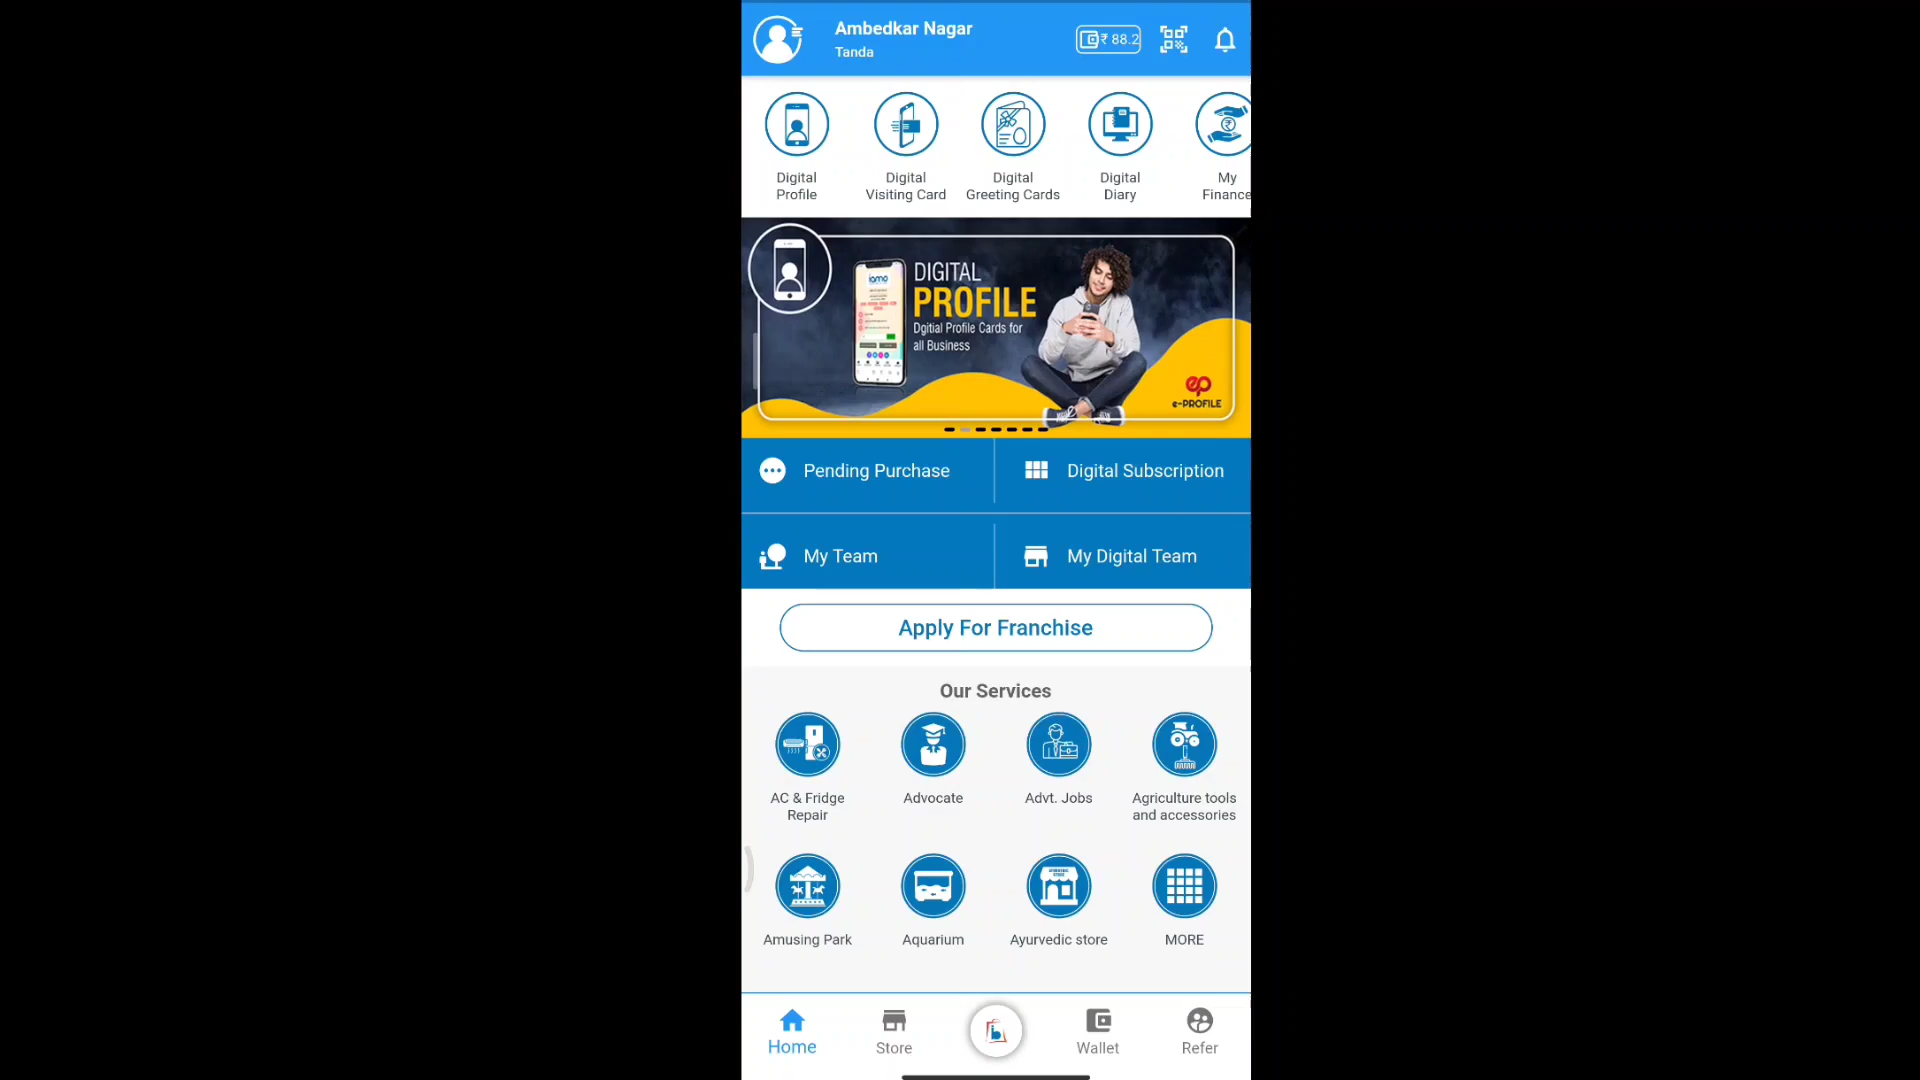 Ambedkar Nagar
Tanda
₹ 88.2
Digital
Profile
Digital
Visiting Card
Digital
Greeting Cards
Digital
Diary
My
Finance
DIGITAL
PROFILE
Dgitial Profile Cards for
all Business
ep
e-PROFILE
Pending Purchase
Digital Subscription
My Team
My Digital Team
Apply For Franchise
Our Services
AC & Fridge
Repair
Advocate
Advt. Jobs
Agriculture tools
and accessories
Amusing Park
Aquarium
Ayurvedic store
MORE
Home
Store
b
Wallet
Refer